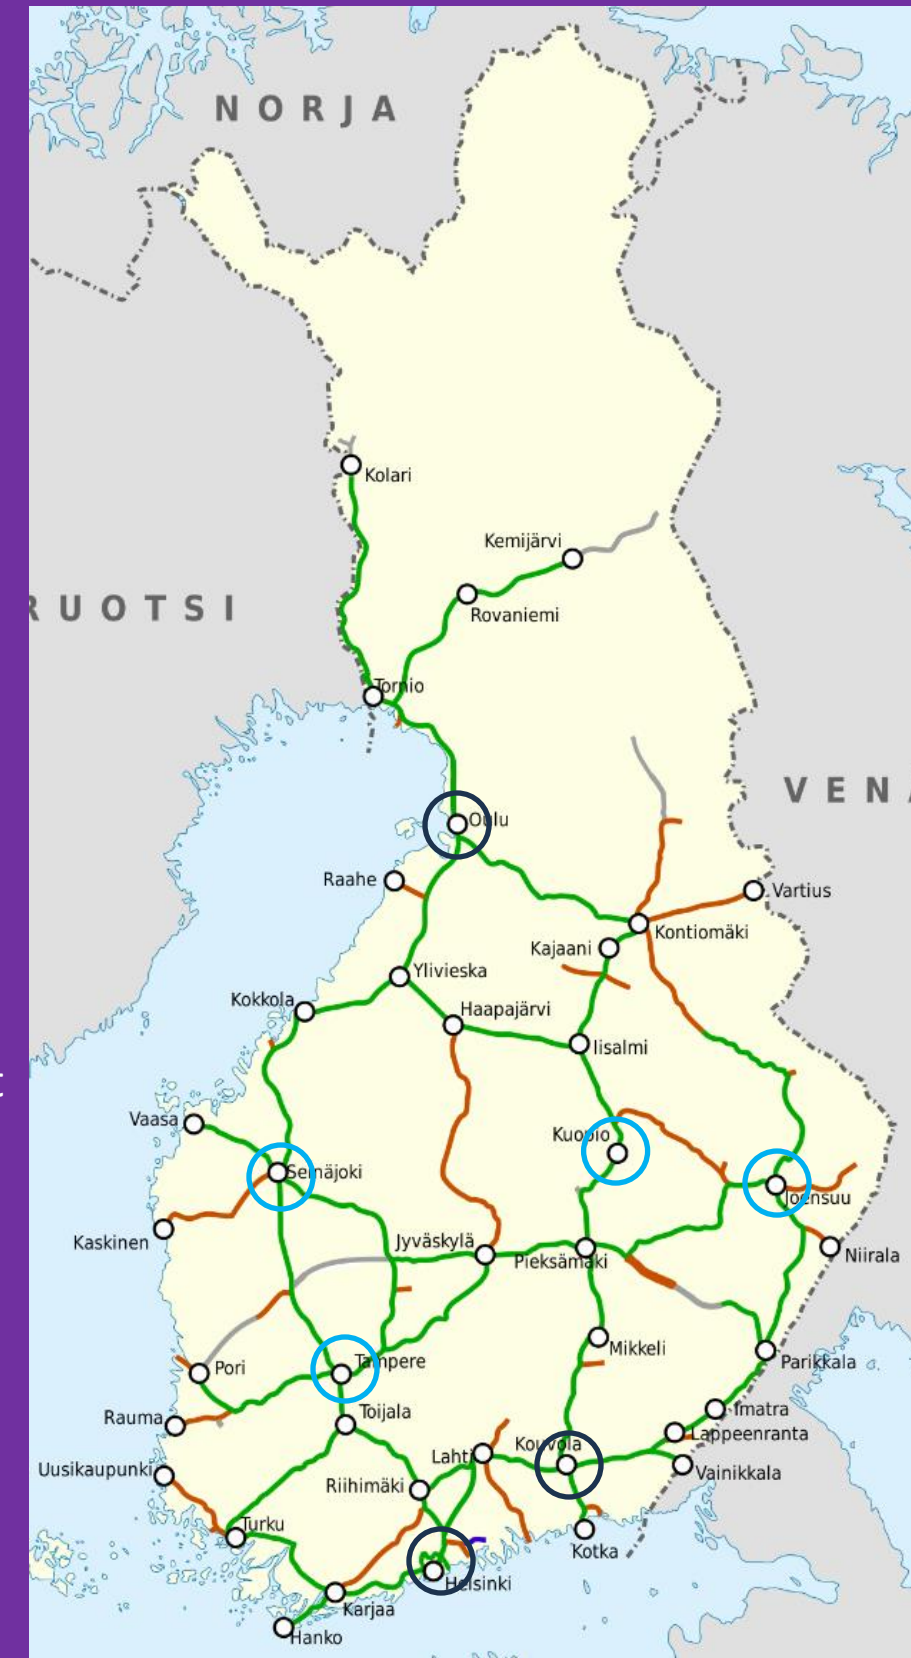 NORJA
Kolari
Kemijärvi
RUOTSI
Rovaniemi
Tornio
VENÄ
Oulu
Raahe
Vartius
Kontiomäki
Kajaani
Ylivieska
Kokkola
Haapajärvi
Iisalmi
t
Vaasa
Kuopio
Seinäjoki
Joensuu
Kaskinen
Jyväskylä
Pieksämäki
Niirala
Mikkeli
Tampere
Parikkala
Pori
Imatra
Toijala
Rauma
Lappeenranta
Kouvola
Lahti
Uusikaupunki
Vainikkala
Riihimäki
Turku
Kotka
Helsinki
Karjaa
Hanko